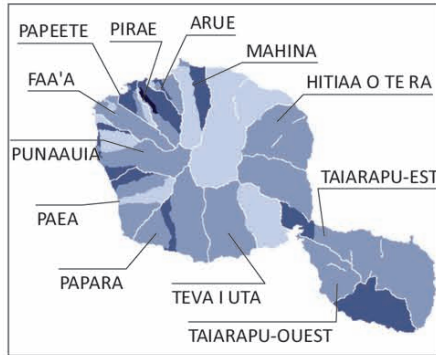 PAPEETE
PIRAE
ARUE
MAHINA
FAA'A
HITIAA O TE RA
PUNAAUIA
TAIARAPU-EST
PAEA
PAPARA
TEVA I UTA
TAIARAPU-OUEST